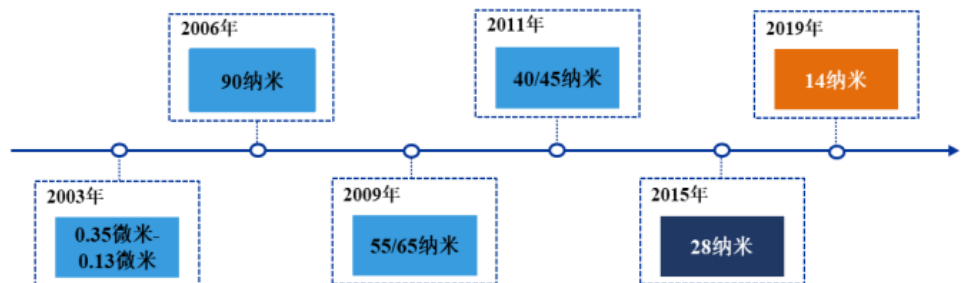 2006年
90纳米
2011年
40/45纳米
2019年
14纳米
2003年
0.35微米-
0.13微米
2009年
55/65纳米
2015年
28纳米